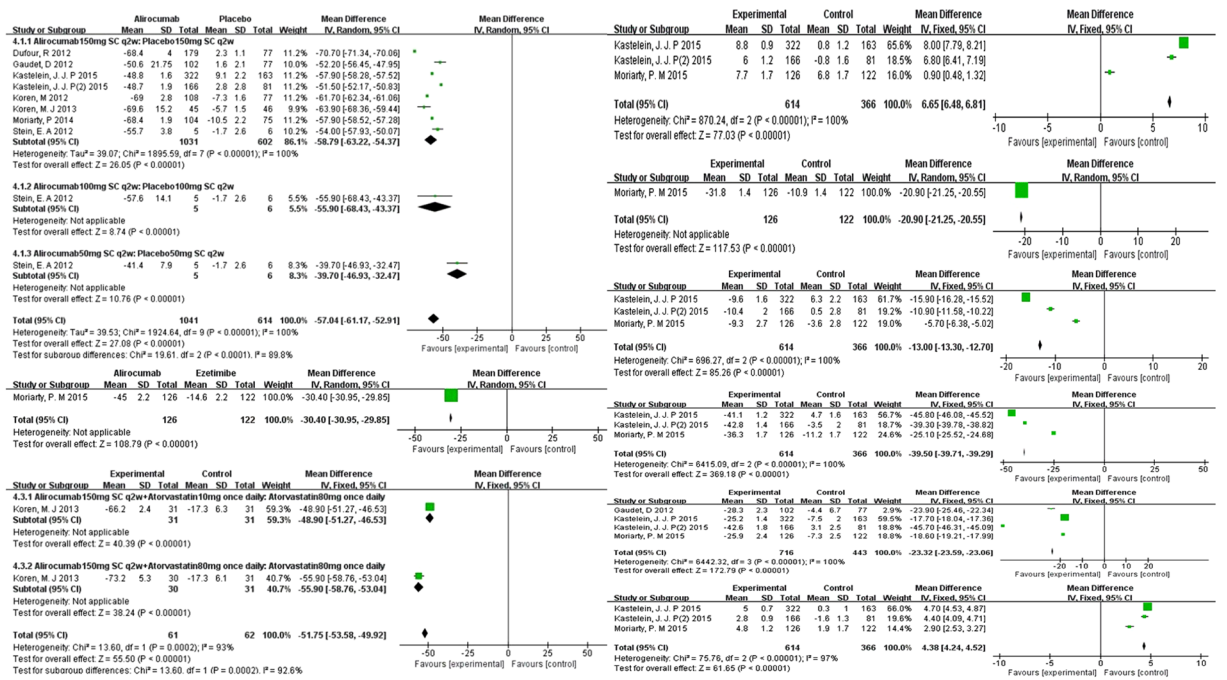 Alirocumab Placebo Mean Difference Mean Difference
Study or Subgroup Mean SD Total Mean SD Total Weight IV, Random, 95% CI IV, Random, 95% CI
4.1.1 Alirocumab150mg SC q2w: Placebo150mg SC q2w
Dufour, R 2012 -68.4 4 179 2.3 1.1 77 11.2% -70.70 [-71.34, -70.06]
Gaudet, D 2012 -50.6 21.75 102 1.6 2.1 77 9.9% -52.20 [-56.45, -47.95]
Kastelein, J. J. P 2015 -48.8 1.6 322 9.1 2.2 163 11.2% -57.90 [-58.28, -57.52]
Kastelein, J. J. P(2) 2015 -48.7 1.9 166 2.8 2.8 81 11.2% -51.50 [-52.17, -50.83]
Koren, M 2012 -69 2.8 108 -7.3 1.6 77 11.2% -61.70 [-62.34, -61.06]
Koren, M. J 2013 -69.6 15.2 45 -5.7 1.5 46 9.9% -63.90 [-68.36, -59.44]
Moriarty, P 2014 -68.4 1.9 104 -10.5 2.2 75 11.2% -57.90 [-58.52, -57.28]
Stein, E. A 2012 -55.7 3.8 5 -1.7 2.6 6 10.2% -54.00 [-57.93, -50.07]
Subtotal (95% CI) 1031 602 86.1% -58.79 [-63.22, -54.37]
Heterogeneity: Tau² = 39.07; Chi² = 1895.59, df = 7 (P < 0.00001); I² = 100%
Test for overall effect: Z = 26.05 (P < 0.00001)
4.1.2 Alirocumab100mg SC q2w: Placebo100mg SC q2w
Stein, E. A 2012 -57.6 14.1 5 -1.7 2.6 6 5.5% -55.90 [-68.43, -43.37]
Subtotal (95% CI) 5 6 5.5% -55.90 [-68.43, -43.37]
Heterogeneity: Not applicable
Test for overall effect: Z = 8.74 (P < 0.00001)
4.1.3 Alirocumab50mg SC q2w: Placebo50mg SC q2w
Stein, E. A 2012 -41.4 7.9 5 -1.7 2.6 6 8.3% -39.70 [-46.93, -32.47]
Subtotal (95% CI) 5 6 8.3% -39.70 [-46.93, -32.47]
Heterogeneity: Not applicable
Test for overall effect: Z = 10.76 (P < 0.00001)
Total (95% CI) 1041 614 100.0% -57.04 [-61.17, -52.91]
Heterogeneity: Tau² = 39.53; Chi² = 1924.64, df = 9 (P < 0.00001); I² = 100%
Test for overall effect: Z = 27.08 (P < 0.00001)
Test for subgroup differences: Chi² = 19.61, df = 2 (P < 0.0001), I² = 89.8%
-50 -25 0 25 50
Favours [experimental] Favours [control]
Alirocumab Ezetimibe Mean Difference Mean Difference
Study or Subgroup Mean SD Total Mean SD Total Weight IV, Random, 95% CI IV, Random, 95% CI
Moriarty, P. M 2015 -45 2.2 126 -14.6 2.2 122 100.0% -30.40 [-30.95, -29.85]
Total (95% CI) 126 122 100.0% -30.40 [-30.95, -29.85]
Heterogeneity: Not applicable
Test for overall effect: Z = 108.79 (P < 0.00001)
-50 -25 0 25 50
Favours [experimental] Favours [control]
Experimental Control Mean Difference Mean Difference
Study or Subgroup Mean SD Total Mean SD Total Weight IV, Fixed, 95% CI IV, Fixed, 95% CI
4.3.1 Alirocumab150mg SC q2w+Atorvastatin10mg once daily: Atorvastatin80mg once daily
Koren, M. J 2013 -66.2 2.4 31 -17.3 6.3 31 59.3% -48.90 [-51.27, -46.53]
Subtotal (95% CI) 31 31 59.3% -48.90 [-51.27, -46.53]
Heterogeneity: Not applicable
Test for overall effect: Z = 40.39 (P < 0.00001)
4.3.2 Alirocumab150mg SC q2w+Atorvastatin80mg once daily: Atorvastatin80mg once daily
Koren, M. J 2013 -73.2 5.3 30 -17.3 6.1 31 40.7% -55.90 [-58.76, -53.04]
Subtotal (95% CI) 30 31 40.7% -55.90 [-58.76, -53.04]
Heterogeneity: Not applicable
Test for overall effect: Z = 38.24 (P < 0.00001)
Total (95% CI) 61 62 100.0% -51.75 [-53.58, -49.92]
Heterogeneity: Chi² = 13.60, df = 1 (P = 0.0002); I² = 93%
Test for overall effect: Z = 55.50 (P < 0.00001)
Test for subgroup differences: Chi² = 13.60, df = 1 (P = 0.0002), I² = 92.6%
-50 -25 0 25 50
Favours [experimental] Favours [control]
Experimental Control Mean Difference Mean Difference
Study or Subgroup Mean SD Total Mean SD Total Weight IV, Fixed, 95% CI IV, Fixed, 95% CI
Kastelein, J. J. P 2015 8.8 0.9 322 0.8 1.2 163 65.6% 8.00 [7.79, 8.21]
Kastelein, J. J. P(2) 2015 6 1.2 166 -0.8 1.6 81 18.5% 6.80 [6.41, 7.19]
Moriarty, P. M 2015 7.7 1.7 126 6.8 1.7 122 15.9% 0.90 [0.48, 1.32]
Total (95% CI) 614 366 100.0% 6.65 [6.48, 6.81]
Heterogeneity: Chi² = 870.24, df = 2 (P < 0.00001); I² = 100%
Test for overall effect: Z = 77.03 (P < 0.00001)
-10 -5 0 5 10
Favours [experimental] Favours [control]
Experimental Control Mean Difference Mean Difference
Study or Subgroup Mean SD Total Mean SD Total Weight IV, Fixed, 95% CI IV, Fixed, 95% CI
Moriarty, P. M 2015 -31.8 1.4 126 -10.9 1.4 122 100.0% -20.90 [-21.25, -20.55]
Total (95% CI) 126 122 100.0% -20.90 [-21.25, -20.55]
Heterogeneity: Not applicable
Test for overall effect: Z = 117.53 (P < 0.00001)
-20 -10 0 10 20
Favours [experimental] Favours [control]
Experimental Control Mean Difference Mean Difference
Study or Subgroup Mean SD Total Mean SD Total Weight IV, Fixed, 95% CI IV, Fixed, 95% CI
Kastelein, J. J. P 2015 -9.6 1.6 322 6.3 2.2 163 61.7% -15.90 [-16.28, -15.52]
Kastelein, J. J. P(2) 2015 -10.4 2 166 0.5 2.8 81 19.2% -10.90 [-11.58, -10.22]
Moriarty, P. M 2015 -9.3 2.7 126 -3.6 2.8 122 19.1% -5.70 [-6.38, -5.02]
Total (95% CI) 614 366 100.0% -13.00 [-13.30, -12.70]
Heterogeneity: Chi² = 696.27, df = 2 (P < 0.00001); I² = 100%
Test for overall effect: Z = 85.26 (P < 0.00001)
-20 -10 0 10 20
Favours [experimental] Favours [control]
Experimental Control Mean Difference Mean Difference
Study or Subgroup Mean SD Total Mean SD Total Weight IV, Fixed, 95% CI IV, Fixed, 95% CI
Kastelein, J. J. P 2015 -41.1 1.2 322 4.7 1.6 163 56.7% -45.80 [-46.08, -45.52]
Kastelein, J. J. P(2) 2015 -42.8 1.4 166 -3.5 2 81 18.7% -39.30 [-39.78, -38.82]
Moriarty, P. M 2015 -36.3 1.7 126 -11.2 1.7 122 24.6% -25.10 [-25.52, -24.68]
Total (95% CI) 614 366 100.0% -39.50 [-39.71, -39.29]
Heterogeneity: Chi² = 6415.09, df = 2 (P < 0.00001); I² = 100%
Test for overall effect: Z = 369.18 (P < 0.00001)
-50 -25 0 25 50
Favours [experimental] Favours [control]
Experimental Control Mean Difference Mean Difference
Study or Subgroup Mean SD Total Mean SD Total Weight IV, Fixed, 95% CI IV, Fixed, 95% CI
Gaudet, D 2012 -28.3 2.3 102 -4.4 6.7 77 -23.90 [-25.46, -22.34]
Kastelein, J. J. P 2015 -25.2 1.4 322 -7.5 2 163 -17.70 [-18.04, -17.36]
Kastelein, J. J. P(2) 2015 -42.6 1.8 166 3.1 2.5 81 -45.70 [-46.31, -45.09]
Moriarty, P. M 2015 -25.9 2.4 126 -7.3 2.5 122 18.8% -18.60 [-19.21, -17.99]
Total (95% CI) 716 443 100.0% -23.32 [-23.59, -23.06]
Heterogeneity: Chi² = 6442.32, df = 3 (P < 0.00001); I² = 100%
Test for overall effect: Z = 172.79 (P < 0.00001)
-20 -10 0 10 20
Favours [experimental] Favours [control]
Experimental Control Mean Difference Mean Difference
Study or Subgroup Mean SD Total Mean SD Total Weight IV, Fixed, 95% CI IV, Fixed, 95% CI
Kastelein, J. J. P 2015 5 0.7 322 0.3 1 163 66.0% 4.70 [4.53, 4.87]
Kastelein, J. J. P(2) 2015 2.8 0.9 166 -1.6 1.3 81 19.6% 4.40 [4.09, 4.71]
Moriarty, P. M 2015 4.8 1.2 126 1.9 1.7 122 14.4% 2.90 [2.53, 3.27]
Total (95% CI) 614 366 100.0% 4.38 [4.24, 4.52]
Heterogeneity: Chi² = 75.76, df = 2 (P < 0.00001); I² = 97%
Test for overall effect: Z = 61.65 (P < 0.00001)
-10 -5 0 5 10
Favours [experimental] Favours [control]